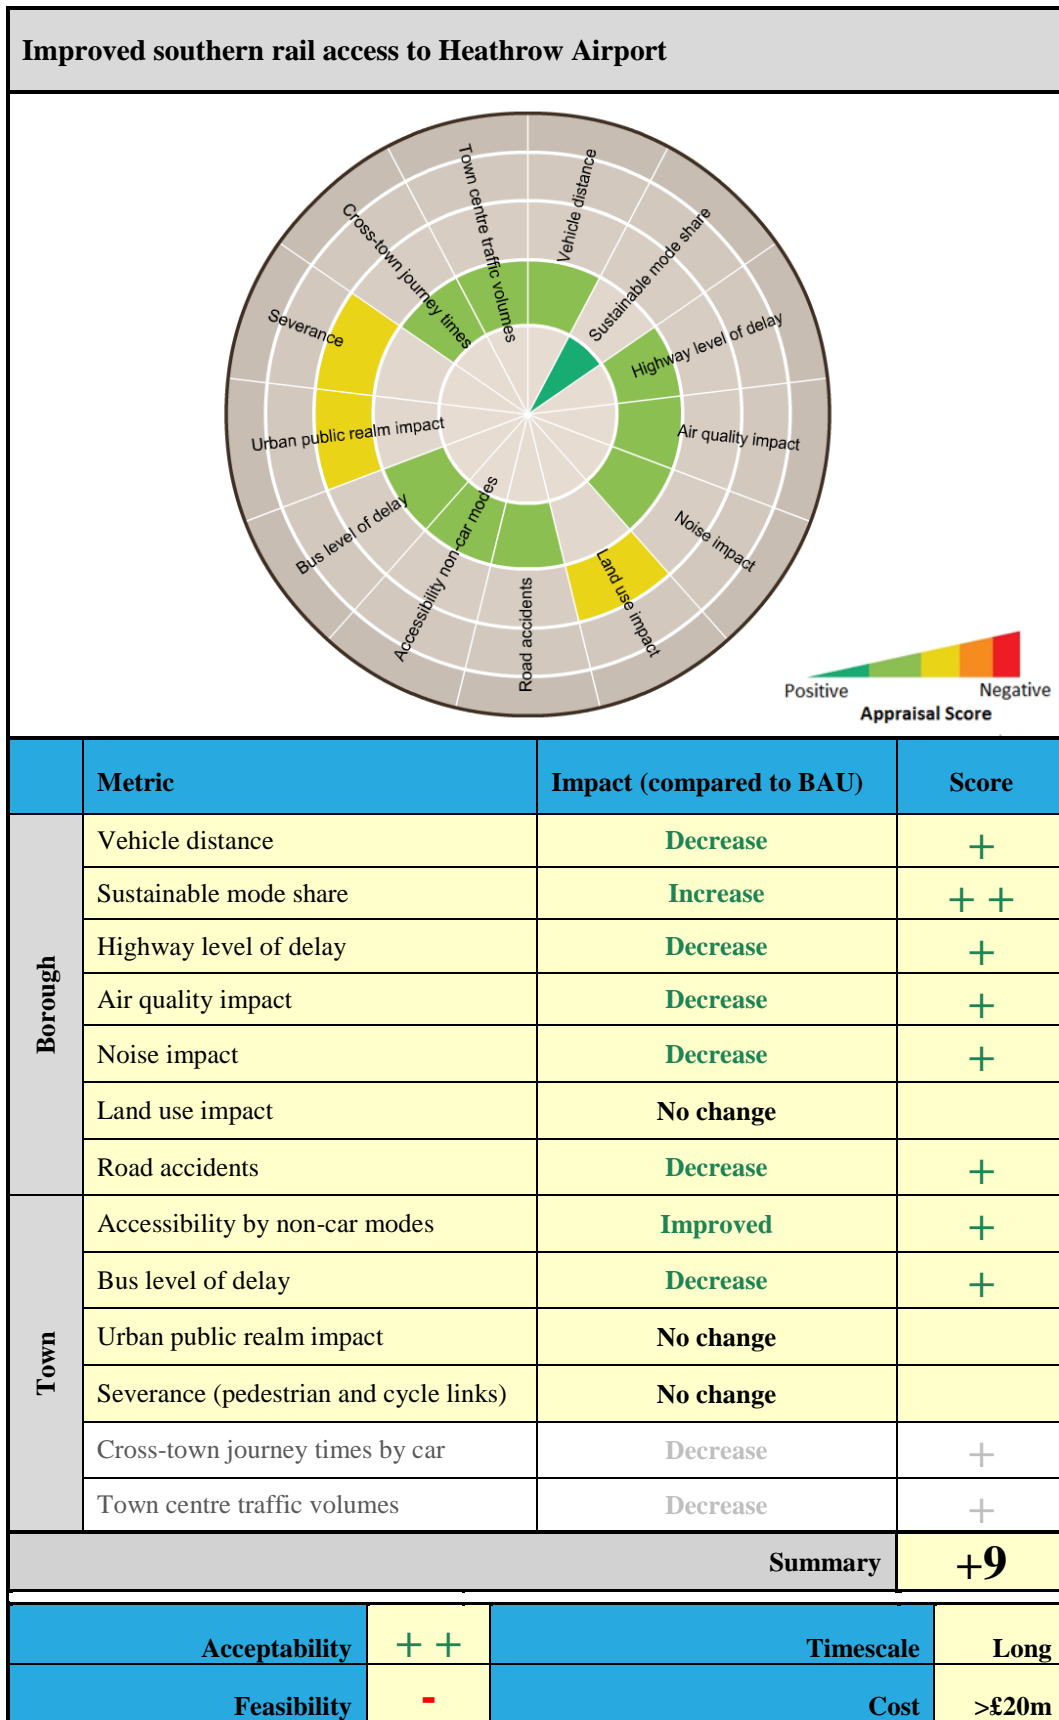 Improved southern rail access to Heathrow Airport
Town centre traffic volumes
Vehicle distance
Cross-town journey times
Sustainable mode share
Severance
Highway level of delay
Urban public realm impact
Air quality impact
Bus level of delay
Noise impact
Accessibility non-car modes
Road accidents
Land use impact
Positive Negative
Appraisal Score
Metric Impact (compared to BAU) Score
Borough
Vehicle distance Decrease +
Sustainable mode share Increase + +
Highway level of delay Decrease +
Air quality impact Decrease +
Noise impact Decrease +
Land use impact No change
Road accidents Decrease +
Town
Accessibility by non-car modes Improved +
Bus level of delay Decrease +
Urban public realm impact No change
Severance (pedestrian and cycle links) No change
Cross-town journey times by car Decrease +
Town centre traffic volumes Decrease +
Summary +9
Acceptability + + Timescale Long
Feasibility - Cost >£20m